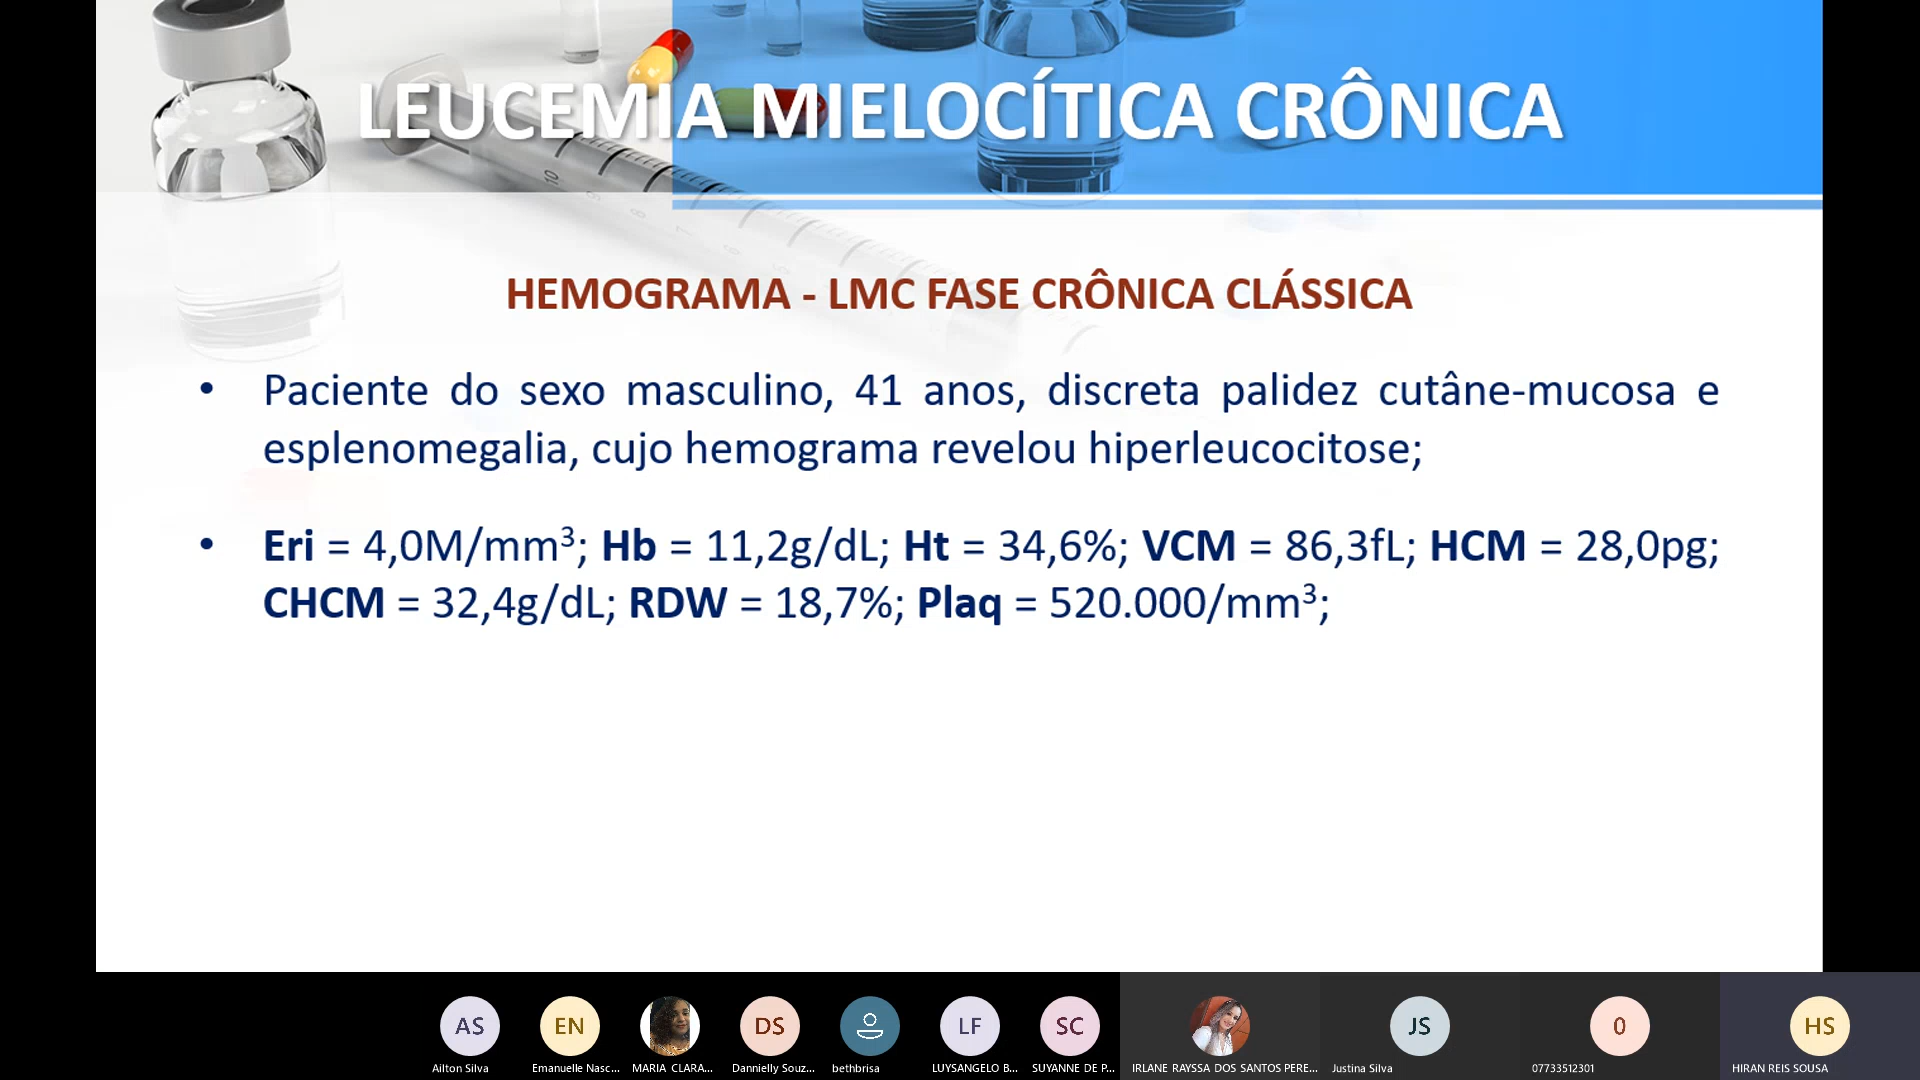 LEUCEMIA MIELOCÍTICA CRÔNICA
HEMOGRAMA - LMC FASE CRÔNICA CLÁSSICA
• Paciente do sexo masculino, 41 anos, discreta palidez cutâne-mucosa e
esplenomegalia, cujo hemograma revelou hiperleucocitose;
• Eri = 4,0M/mm³; Hb = 11,2g/dL; Ht = 34,6%; VCM = 86,3fL; HCM = 28,0pg;
CHCM = 32,4g/dL; RDW = 18,7%; Plaq = 520.000/mm³;
AS EN DS LF SC JS 0 HS
Ailton Silva Emanuelle Nasc... MARIA CLARA... Dannielly Souz... bethbrisa LUYSANGELO B... SUYANNE DE P... IRLANE RAYSSA DOS SANTOS PERE... Justina Silva 07733512301 HIRAN REIS SOUSA